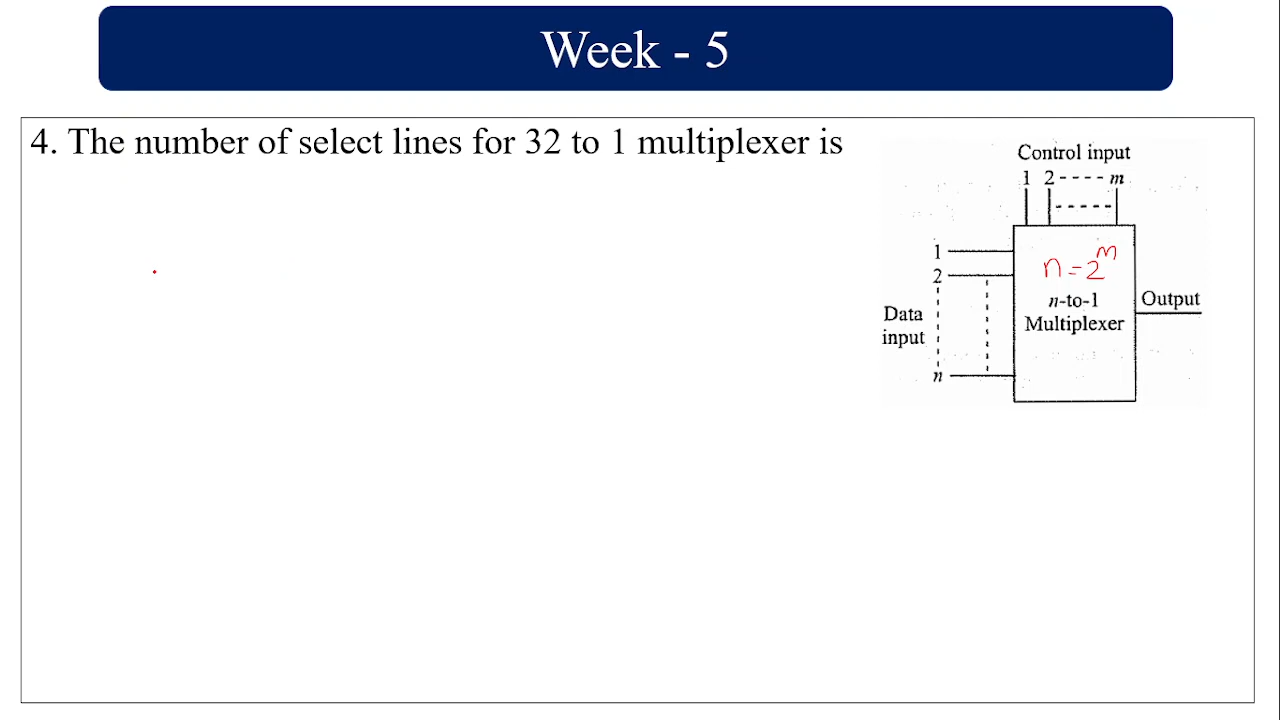 Week - 5
4. The number of select lines for 32 to 1 multiplexer is
Control input
1 2 ---- m
1
2
n = 2^m
n-to-1
Multiplexer
Output
Data
input
n